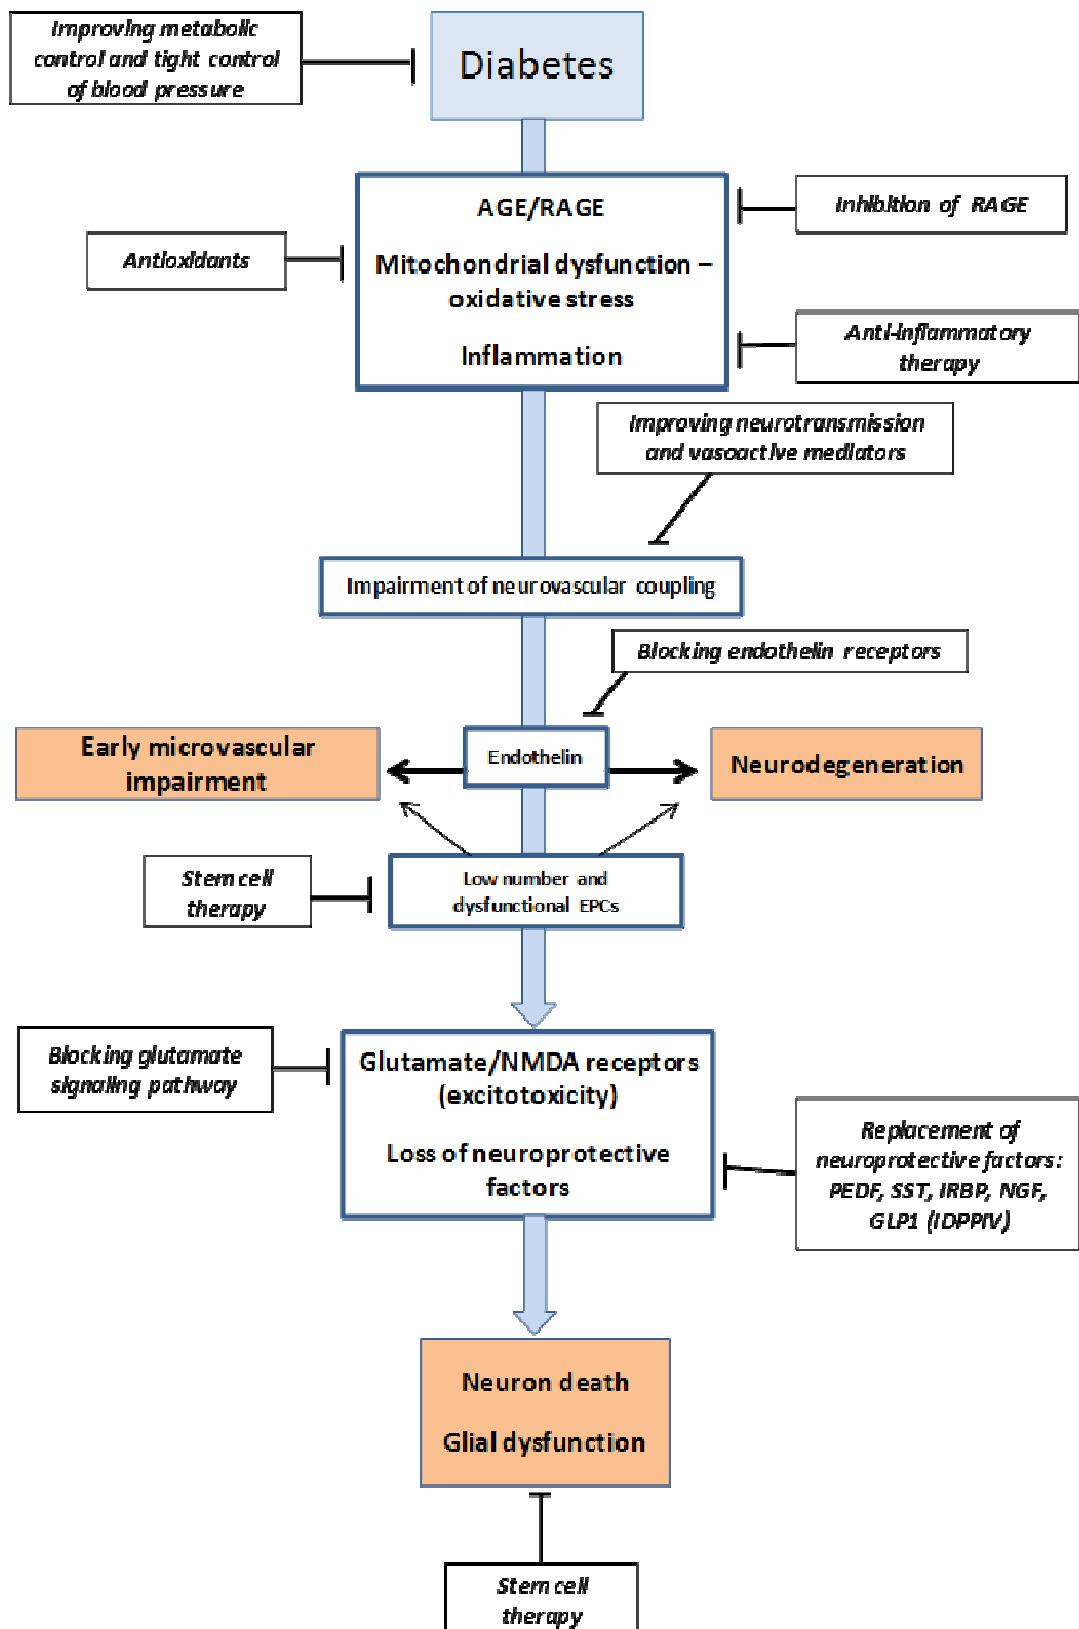 Improving metabolic
control and tight control
of blood pressure
Diabetes
AGE/RAGE
Mitochondrial dysfunction –
oxidative stress
Inflammation
Inhibition of RAGE
Antioxidants
Anti-inflammatory
therapy
Improving neurotransmission
and vasoactive mediators
Impairment of neurovascular coupling
Blocking endothelin receptors
Early microvascular
impairment
Endothelin
Neurodegeneration
Stem cell
therapy
Low number and
dysfunctional EPCs
Blocking glutamate
signaling pathway
Glutamate/NMDA receptors
(excitotoxicity)
Loss of neuroprotective
factors
Replacement of
neuroprotective factors:
PEDF, SST, IRBP, NGF,
GLP1 (IDPPIV)
Neuron death
Glial dysfunction
Stem cell
therapy